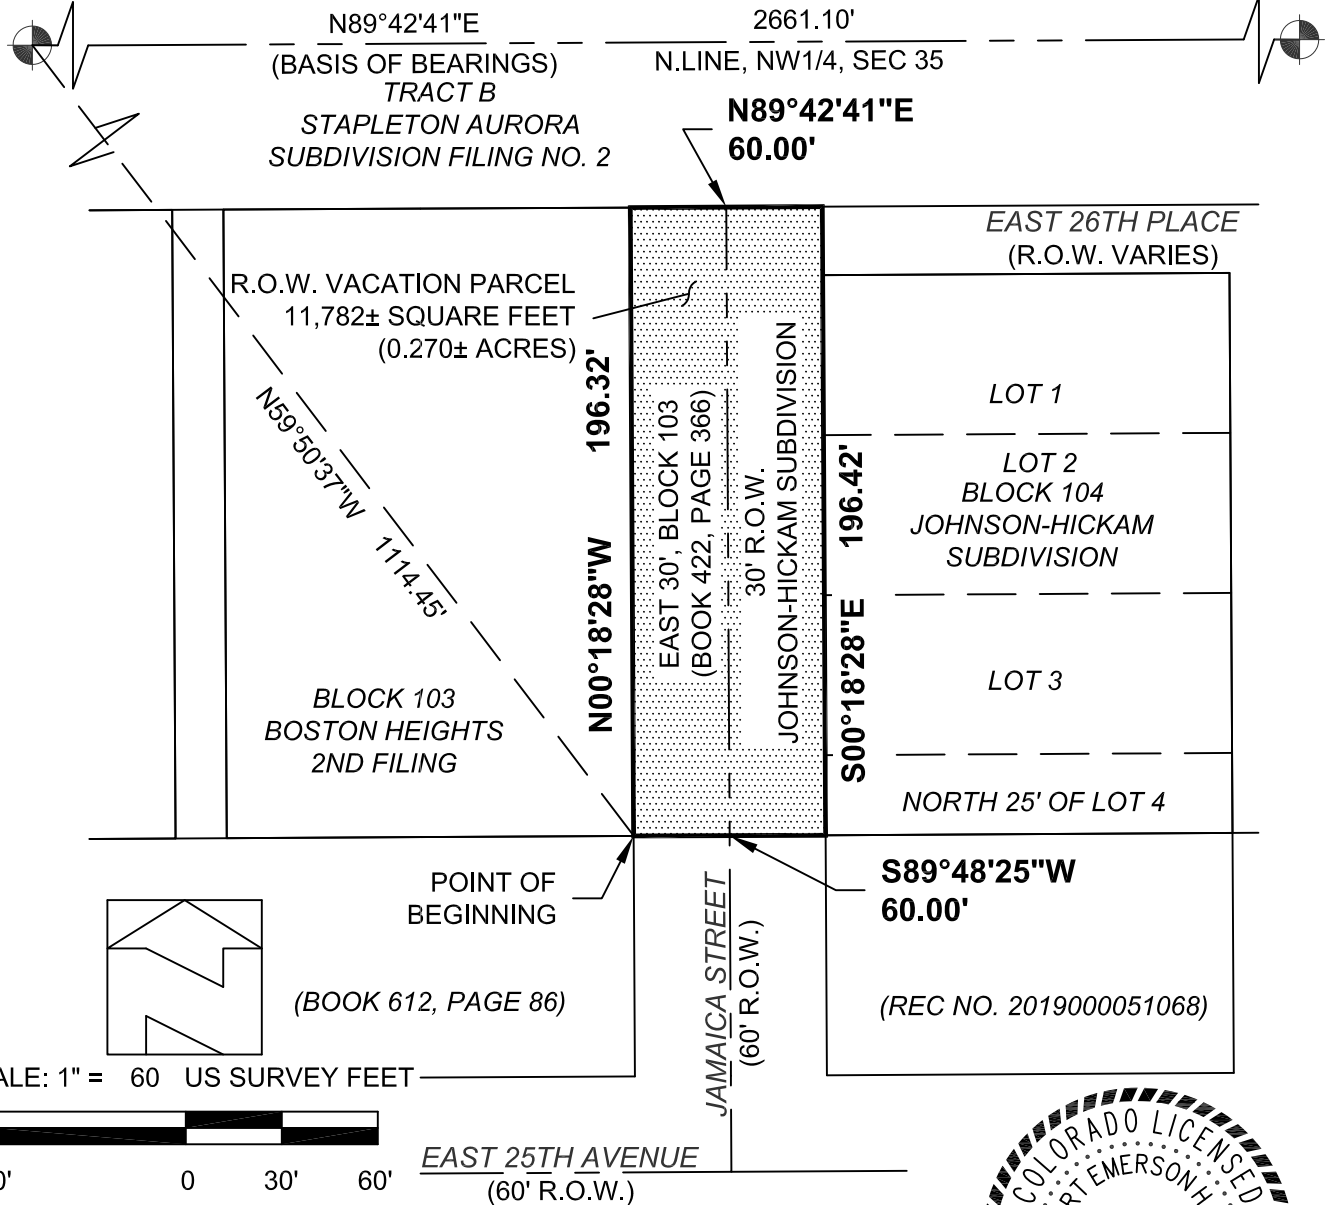 N89°42'41"E
2661.10'
(BASIS OF BEARINGS)
N.LINE, NW1/4, SEC 35
TRACT B
STAPLETON AURORA
SUBDIVISION FILING NO. 2
N89°42'41"E
60.00'
EAST 26TH PLACE
(R.O.W. VARIES)
R.O.W. VACATION PARCEL
11,782± SQUARE FEET
(0.270± ACRES)
N59°50'37"W
1114.45'
196.32'
N00°18'28"W
EAST 30', BLOCK 103
(BOOK 422, PAGE 366)
30' R.O.W.
JOHNSON-HICKAM SUBDIVISION
196.42'
S00°18'28"E
LOT 1
LOT 2
BLOCK 104
JOHNSON-HICKAM
SUBDIVISION
LOT 3
NORTH 25' OF LOT 4
BLOCK 103
BOSTON HEIGHTS
2ND FILING
POINT OF
BEGINNING
S89°48'25"W
60.00'
JAMAICA STREET
(60' R.O.W.)
(BOOK 612, PAGE 86)
(REC NO. 2019000051068)
ALE: 1" = 60 US SURVEY FEET
0'
0
30'
60'
EAST 25TH AVENUE
(60' R.O.W.)
COLORADO LICENSED
RT EMERSON H